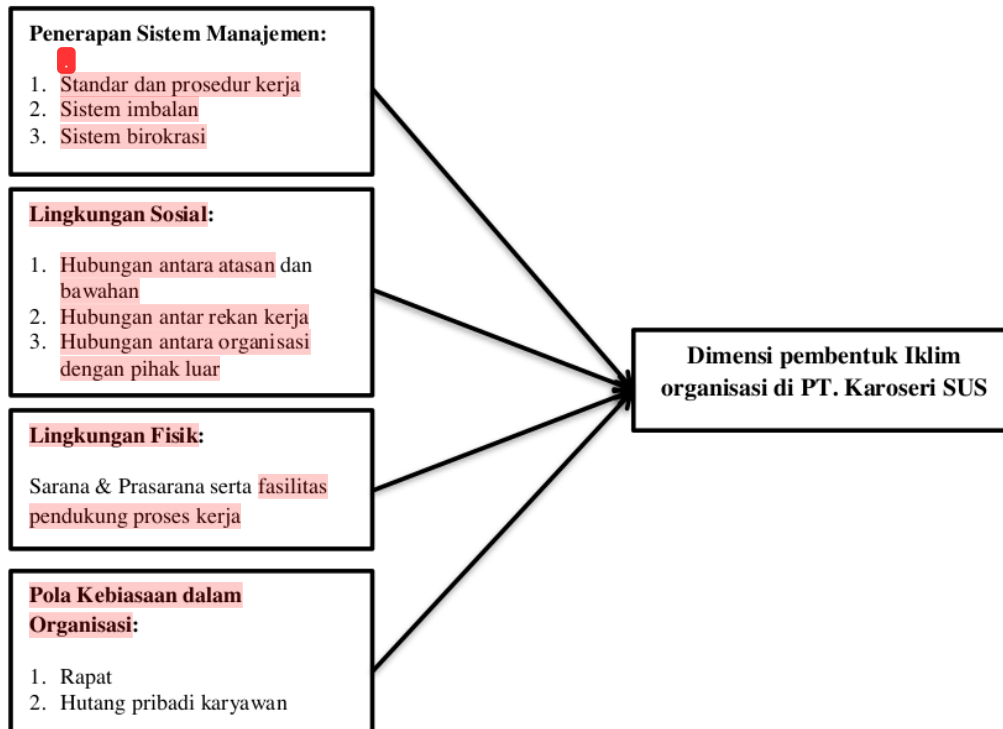 Penerapan Sistem Manajemen:
1. Standar dan prosedur kerja
2. Sistem imbalan
3. Sistem birokrasi
Lingkungan Sosial:
1. Hubungan antara atasan dan
bawahan
2. Hubungan antar rekan kerja
3. Hubungan antara organisasi
dengan pihak luar
Lingkungan Fisik:
Sarana & Prasarana serta fasilitas
pendukung proses kerja
Pola Kebiasaan dalam
Organisasi:
1. Rapat
2. Hutang pribadi karyawan
Dimensi pembentuk Iklim
organisasi di PT. Karoseri SUS